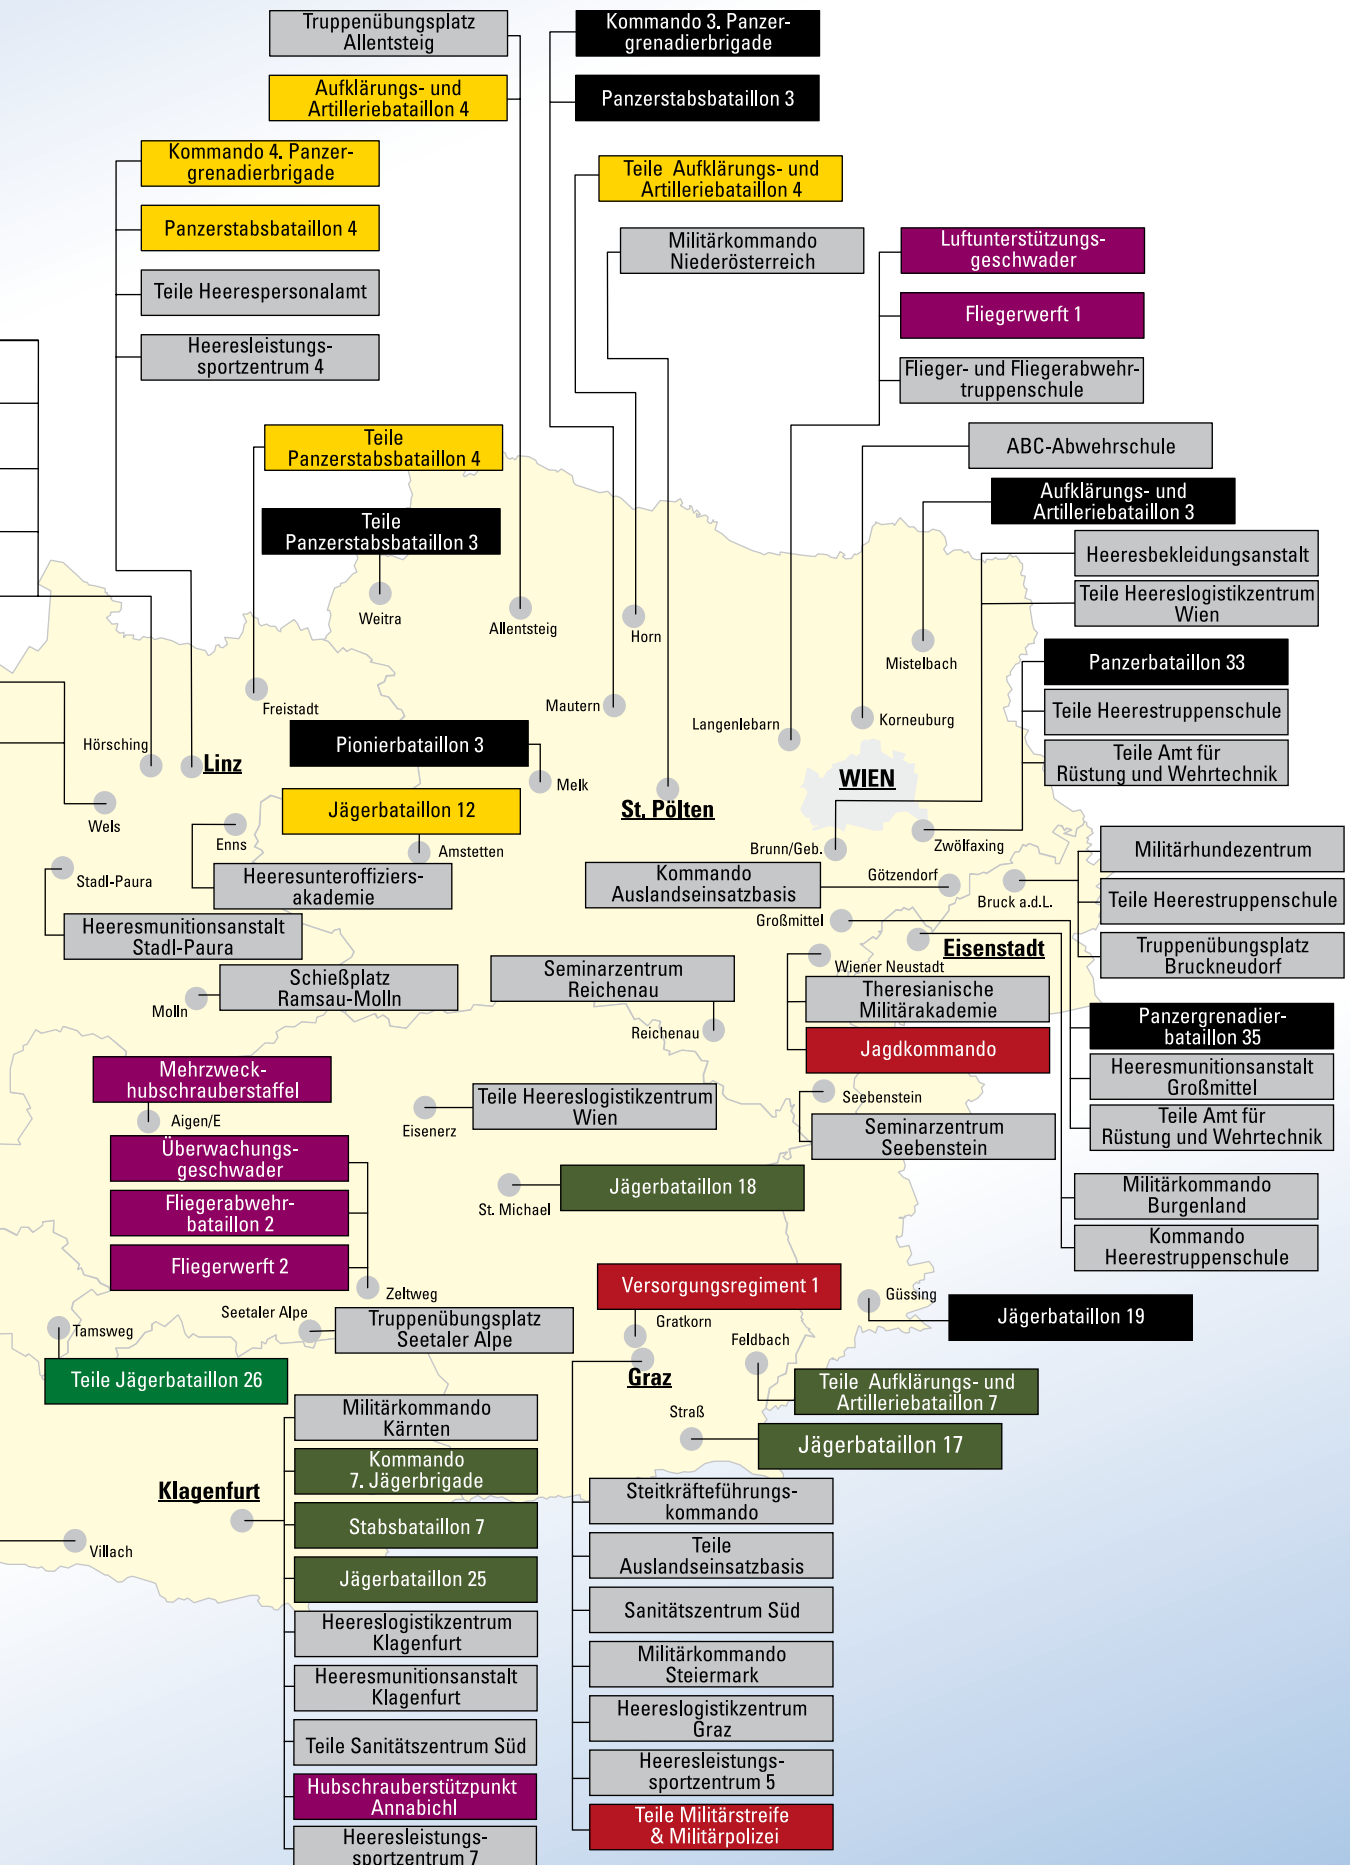 Truppenübungsplatz
Allentsteig
Kommando 3. Panzer-
grenadierbrigade
Aufklärungs- und
Artilleriebataillon 4
Panzerstabsbataillon 3
Kommando 4. Panzer-
grenadierbrigade
Teile Aufklärungs- und
Artilleriebataillon 4
Panzerstabsbataillon 4
Militärkommando
Niederösterreich
Luftunterstützungs-
geschwader
Teile Heerespersonalamt
Fliegerwerft 1
Heeresleistungs-
sportzentrum 4
Flieger- und Fliegerabwehr-
truppenschule
Teile
Panzerstabsbataillon 4
ABC-Abwehrschule
Teile
Panzerstabsbataillon 3
Aufklärungs- und
Artilleriebataillon 3
Heeresbekleidungsanstalt
Teile Heereslogistikzentrum
Wien
Weitra
Allentsteig
Horn
Mistelbach
Panzerbataillon 33
Freistadt
Mautern
Langenlebarn
Korneuburg
Teile Heerestruppenschule
Hörsching
Linz
Pionierbataillon 3
Melk
Teile Amt für
Rüstung und Wehrtechnik
WIEN
St. Pölten
Wels
Enns
Jägerbataillon 12
Amstetten
Brunn/Geb.
Zwölfaxing
Militärhundezentrum
Stadl-Paura
Heeresunteroffiziers-
akademie
Kommando
Auslandseinsatzbasis
Götzendorf
Bruck a.d.L.
Teile Heerestruppenschule
Heeresmunitionsanstalt
Stadl-Paura
Großmittel
Eisenstadt
Truppenübungsplatz
Bruckneudorf
Wiener Neustadt
Schießplatz
Ramsau-Molln
Molln
Seminarzentrum
Reichenau
Reichenau
Theresianische
Militärakademie
Jagdkommando
Panzergrenadier-
bataillon 35
Mehrzweck-
hubschrauberstaffel
Aigen/E
Heeresmunitionsanstalt
Großmittel
Teile Heereslogistikzentrum
Wien
Eisenerz
Seebenstein
Seminarzentrum
Seebenstein
Teile Amt für
Rüstung und Wehrtechnik
Überwachungs-
geschwader
Jägerbataillon 18
St. Michael
Militärkommando
Burgenland
Fliegerabwehr-
bataillon 2
Kommando
Heerestruppenschule
Fliegerwerft 2
Zeltweg
Versorgungsregiment 1
Gratkorn
Güssing
Jägerbataillon 19
Seetaler Alpe
Truppenübungsplatz
Seetaler Alpe
Tamsweg
Feldbach
Teile Jägerbataillon 26
Graz
Teile Aufklärungs- und
Artilleriebataillon 7
Straß
Jägerbataillon 17
Militärkommando
Kärnten
Kommando
7. Jägerbrigade
Klagenfurt
Stabsbataillon 7
Villach
Jägerbataillon 25
Heereslogistikzentrum
Klagenfurt
Heeresmunitionsanstalt
Klagenfurt
Teile Sanitätszentrum Süd
Hubschrauberstützpunkt
Annabichl
Heeresleistungs-
sportzentrum 7
Steitkräfteführungs-
kommando
Teile
Auslandseinsatzbasis
Sanitätszentrum Süd
Militärkommando
Steiermark
Heereslogistikzentrum
Graz
Heeresleistungs-
sportzentrum 5
Teile Militärstreife
& Militärpolizei